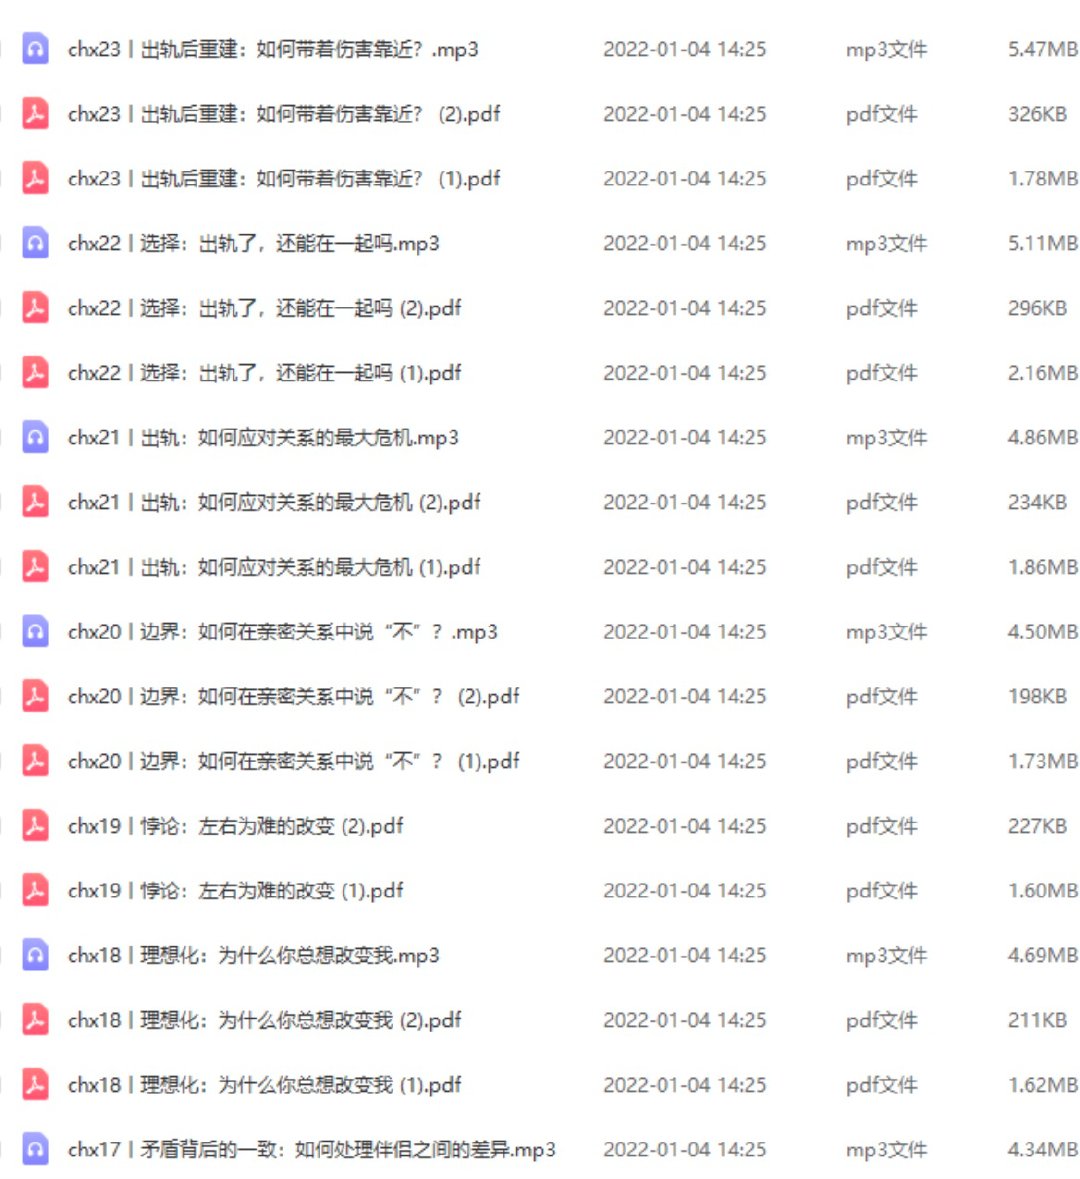 chx23丨出轨后重建：如何带着伤害靠近？.mp3 2022-01-04 14:25 mp3文件 5.47MB
chx23丨出轨后重建：如何带着伤害靠近？ (2).pdf 2022-01-04 14:25 pdf文件 326KB
chx23丨出轨后重建：如何带着伤害靠近？ (1).pdf 2022-01-04 14:25 pdf文件 1.78MB
chx22丨选择：出轨了，还能在一起吗.mp3 2022-01-04 14:25 mp3文件 5.11MB
chx22丨选择：出轨了，还能在一起吗 (2).pdf 2022-01-04 14:25 pdf文件 296KB
chx22丨选择：出轨了，还能在一起吗 (1).pdf 2022-01-04 14:25 pdf文件 2.16MB
chx21丨出轨：如何应对关系的最大危机.mp3 2022-01-04 14:25 mp3文件 4.86MB
chx21丨出轨：如何应对关系的最大危机 (2).pdf 2022-01-04 14:25 pdf文件 234KB
chx21丨出轨：如何应对关系的最大危机 (1).pdf 2022-01-04 14:25 pdf文件 1.86MB
chx20丨边界：如何在亲密关系中说“不”？.mp3 2022-01-04 14:25 mp3文件 4.50MB
chx20丨边界：如何在亲密关系中说“不”？ (2).pdf 2022-01-04 14:25 pdf文件 198KB
chx20丨边界：如何在亲密关系中说“不”？ (1).pdf 2022-01-04 14:25 pdf文件 1.73MB
chx19丨悖论：左右为难的改变 (2).pdf 2022-01-04 14:25 pdf文件 227KB
chx19丨悖论：左右为难的改变 (1).pdf 2022-01-04 14:25 pdf文件 1.60MB
chx18丨理想化：为什么你总想改变我.mp3 2022-01-04 14:25 mp3文件 4.69MB
chx18丨理想化：为什么你总想改变我 (2).pdf 2022-01-04 14:25 pdf文件 211KB
chx18丨理想化：为什么你总想改变我 (1).pdf 2022-01-04 14:25 pdf文件 1.62MB
chx17丨矛盾背后的一致：如何处理伴侣之间的差异.mp3 2022-01-04 14:25 mp3文件 4.34MB